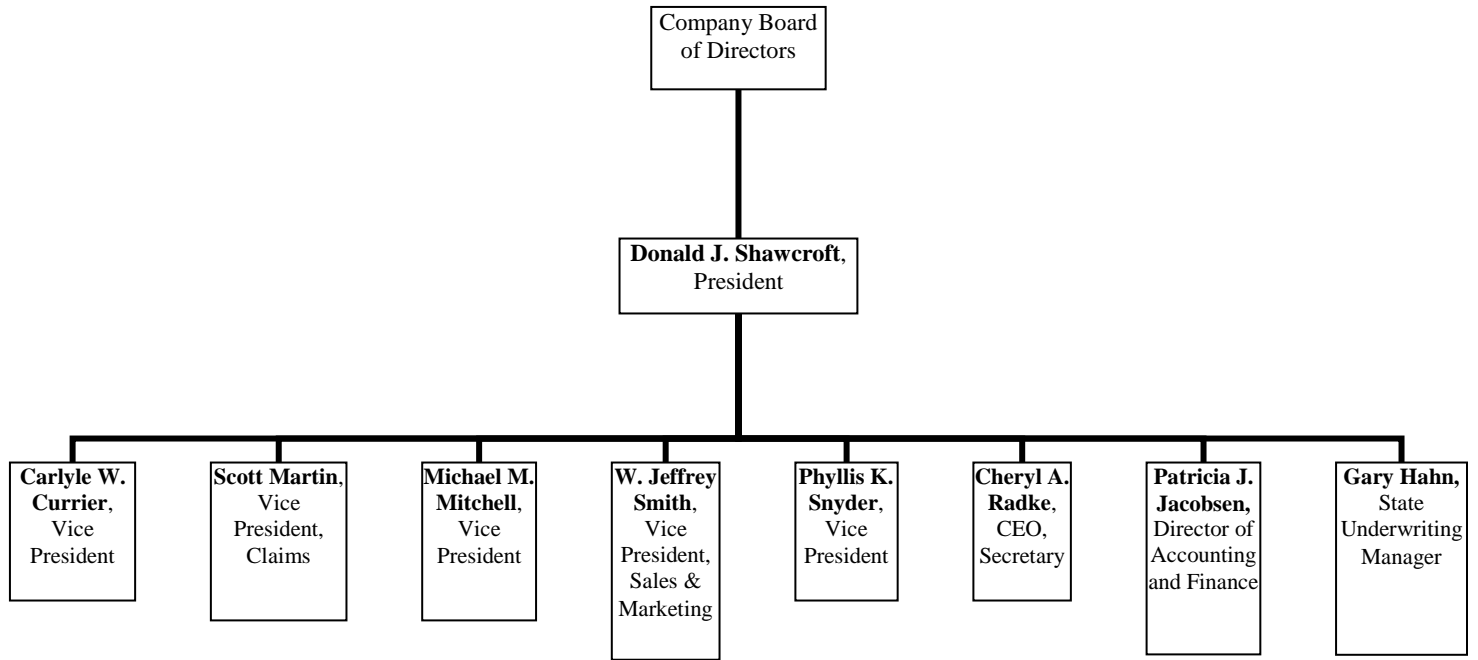 Company Board
of Directors
Donald J. Shawcroft,
President
Carlyle W.
Currier,
Vice
President
Scott Martin,
Vice
President,
Claims
Michael M.
Mitchell,
Vice
President
W. Jeffrey
Smith,
Vice
President,
Sales &
Marketing
Phyllis K.
Snyder,
Vice
President
Cheryl A.
Radke,
CEO,
Secretary
Patricia J.
Jacobsen,
Director of
Accounting
and Finance
Gary Hahn,
State
Underwriting
Manager